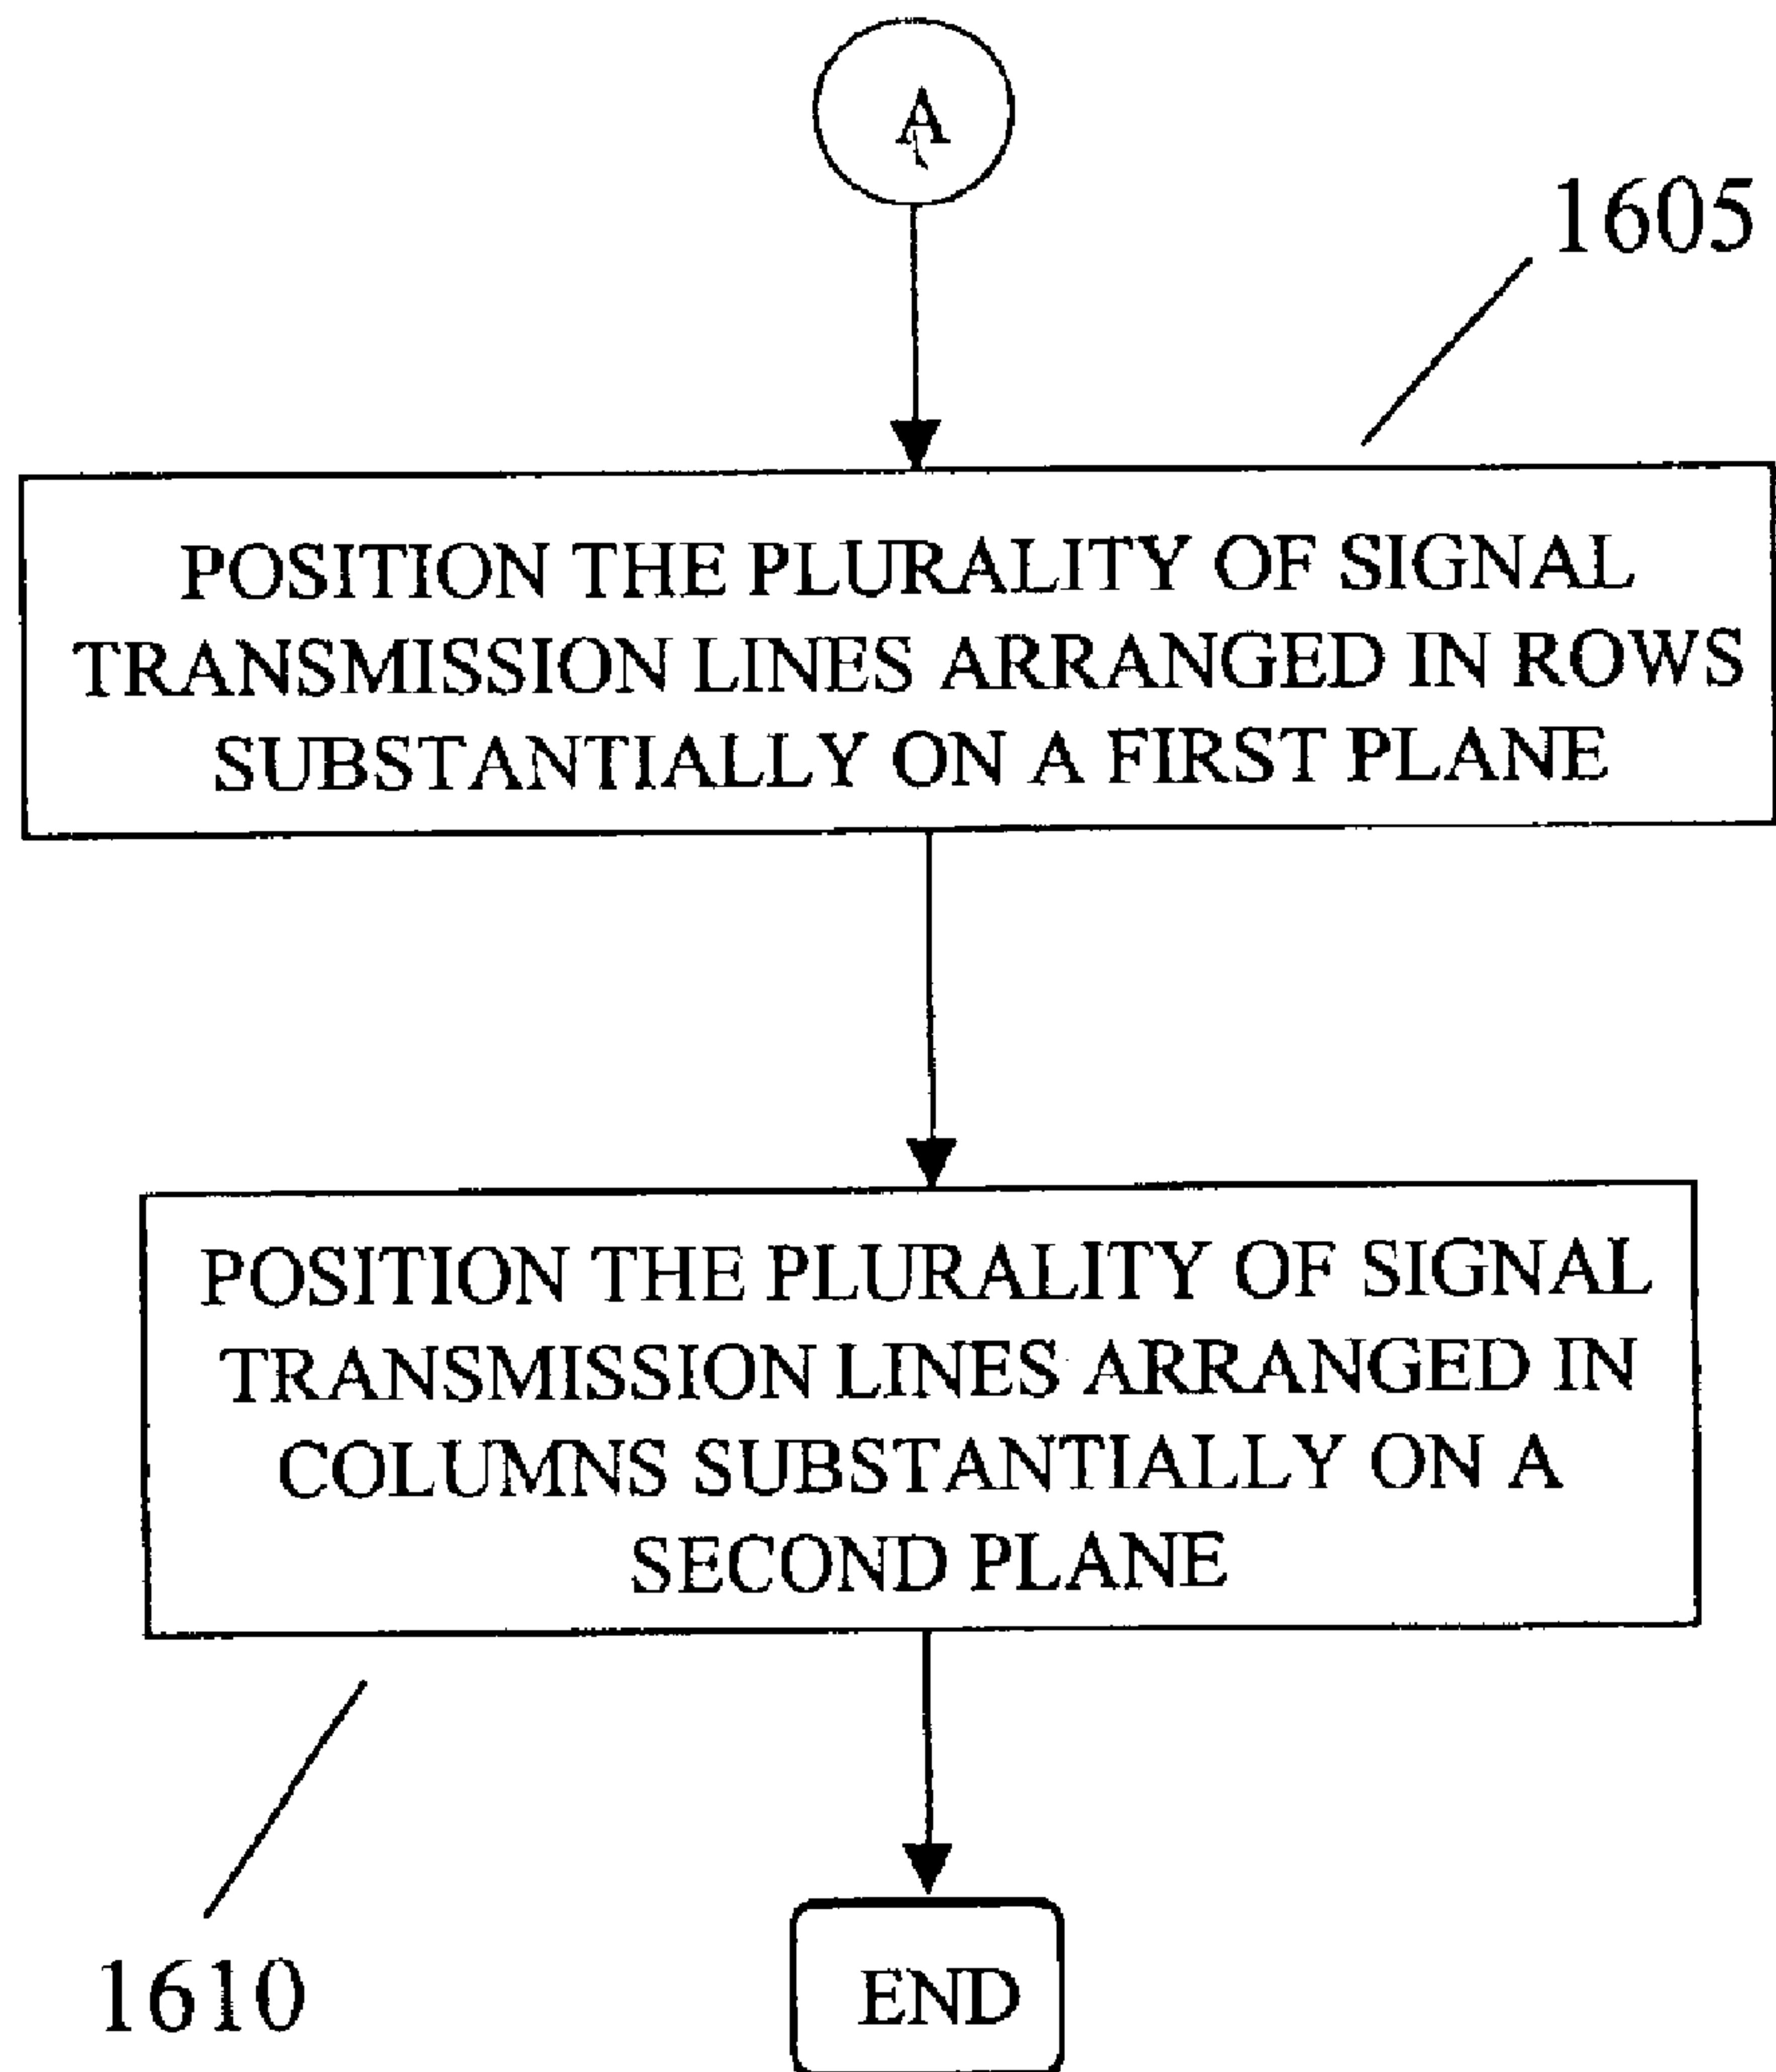 A
1605
POSITION THE PLURALITY OF SIGNAL
TRANSMISSION LINES ARRANGED IN ROWS
SUBSTANTIALLY ON A FIRST PLANE
POSITION THE PLURALITY OF SIGNAL
TRANSMISSION LINES ARRANGED IN
COLUMNS SUBSTANTIALLY ON A
SECOND PLANE
1610
END